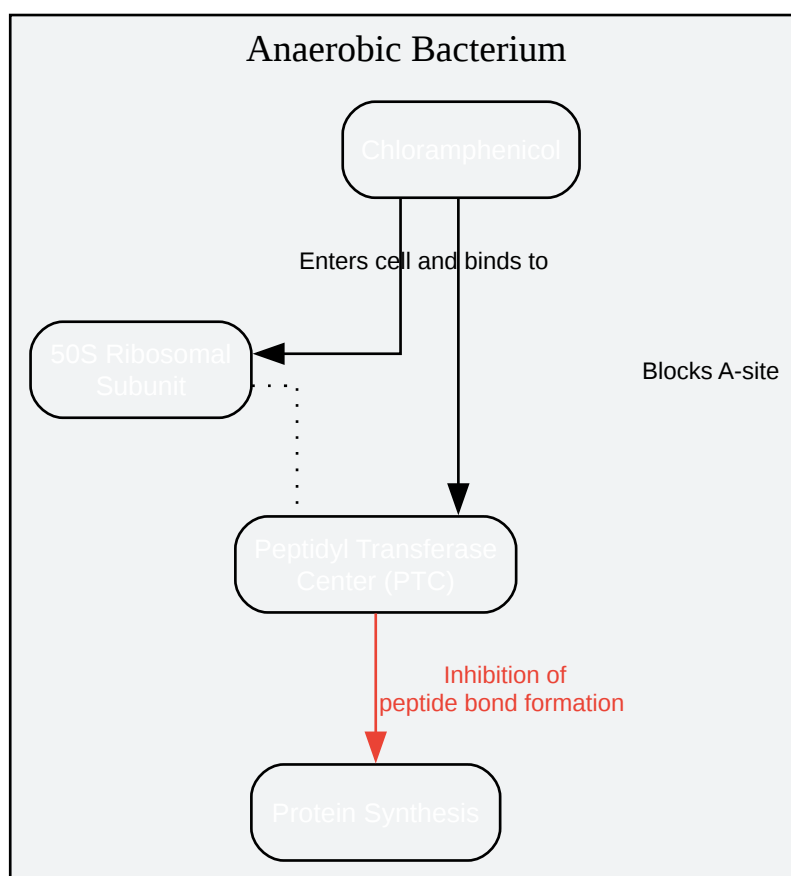 Anaerobic Bacterium
Chloramphenicol
Enters cell and binds to
50S Ribosomal
Subunit
Blocks A-site
Peptidyl Transferase
Center (PTC)
Inhibition of
peptide bond formation
Protein Synthesis